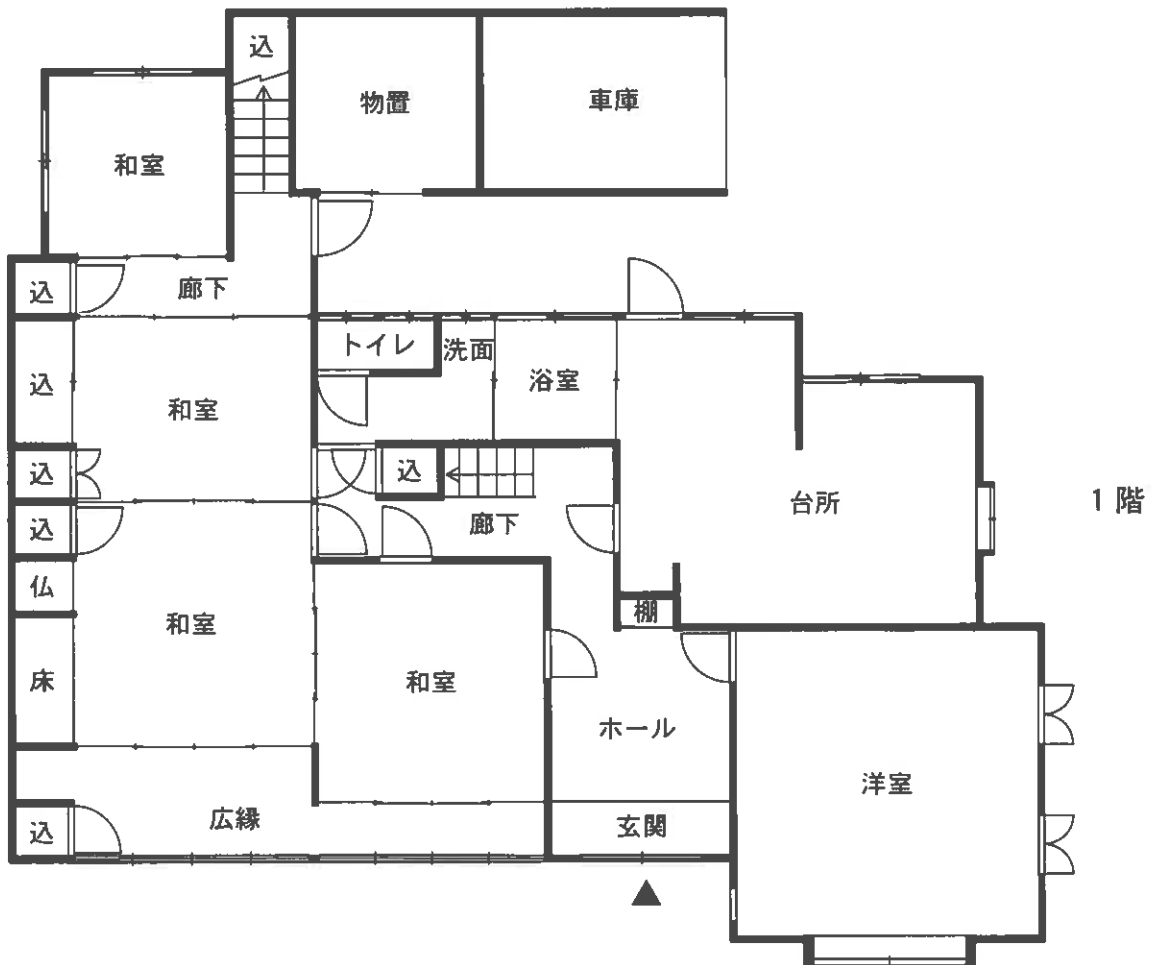 込
物置
車庫
和室
込
廊下
トイレ
洗面
込
和室
浴室
込
込
台所
1階
込
廊下
仏
棚
和室
床
和室
ホール
洋室
込
広縁
玄関